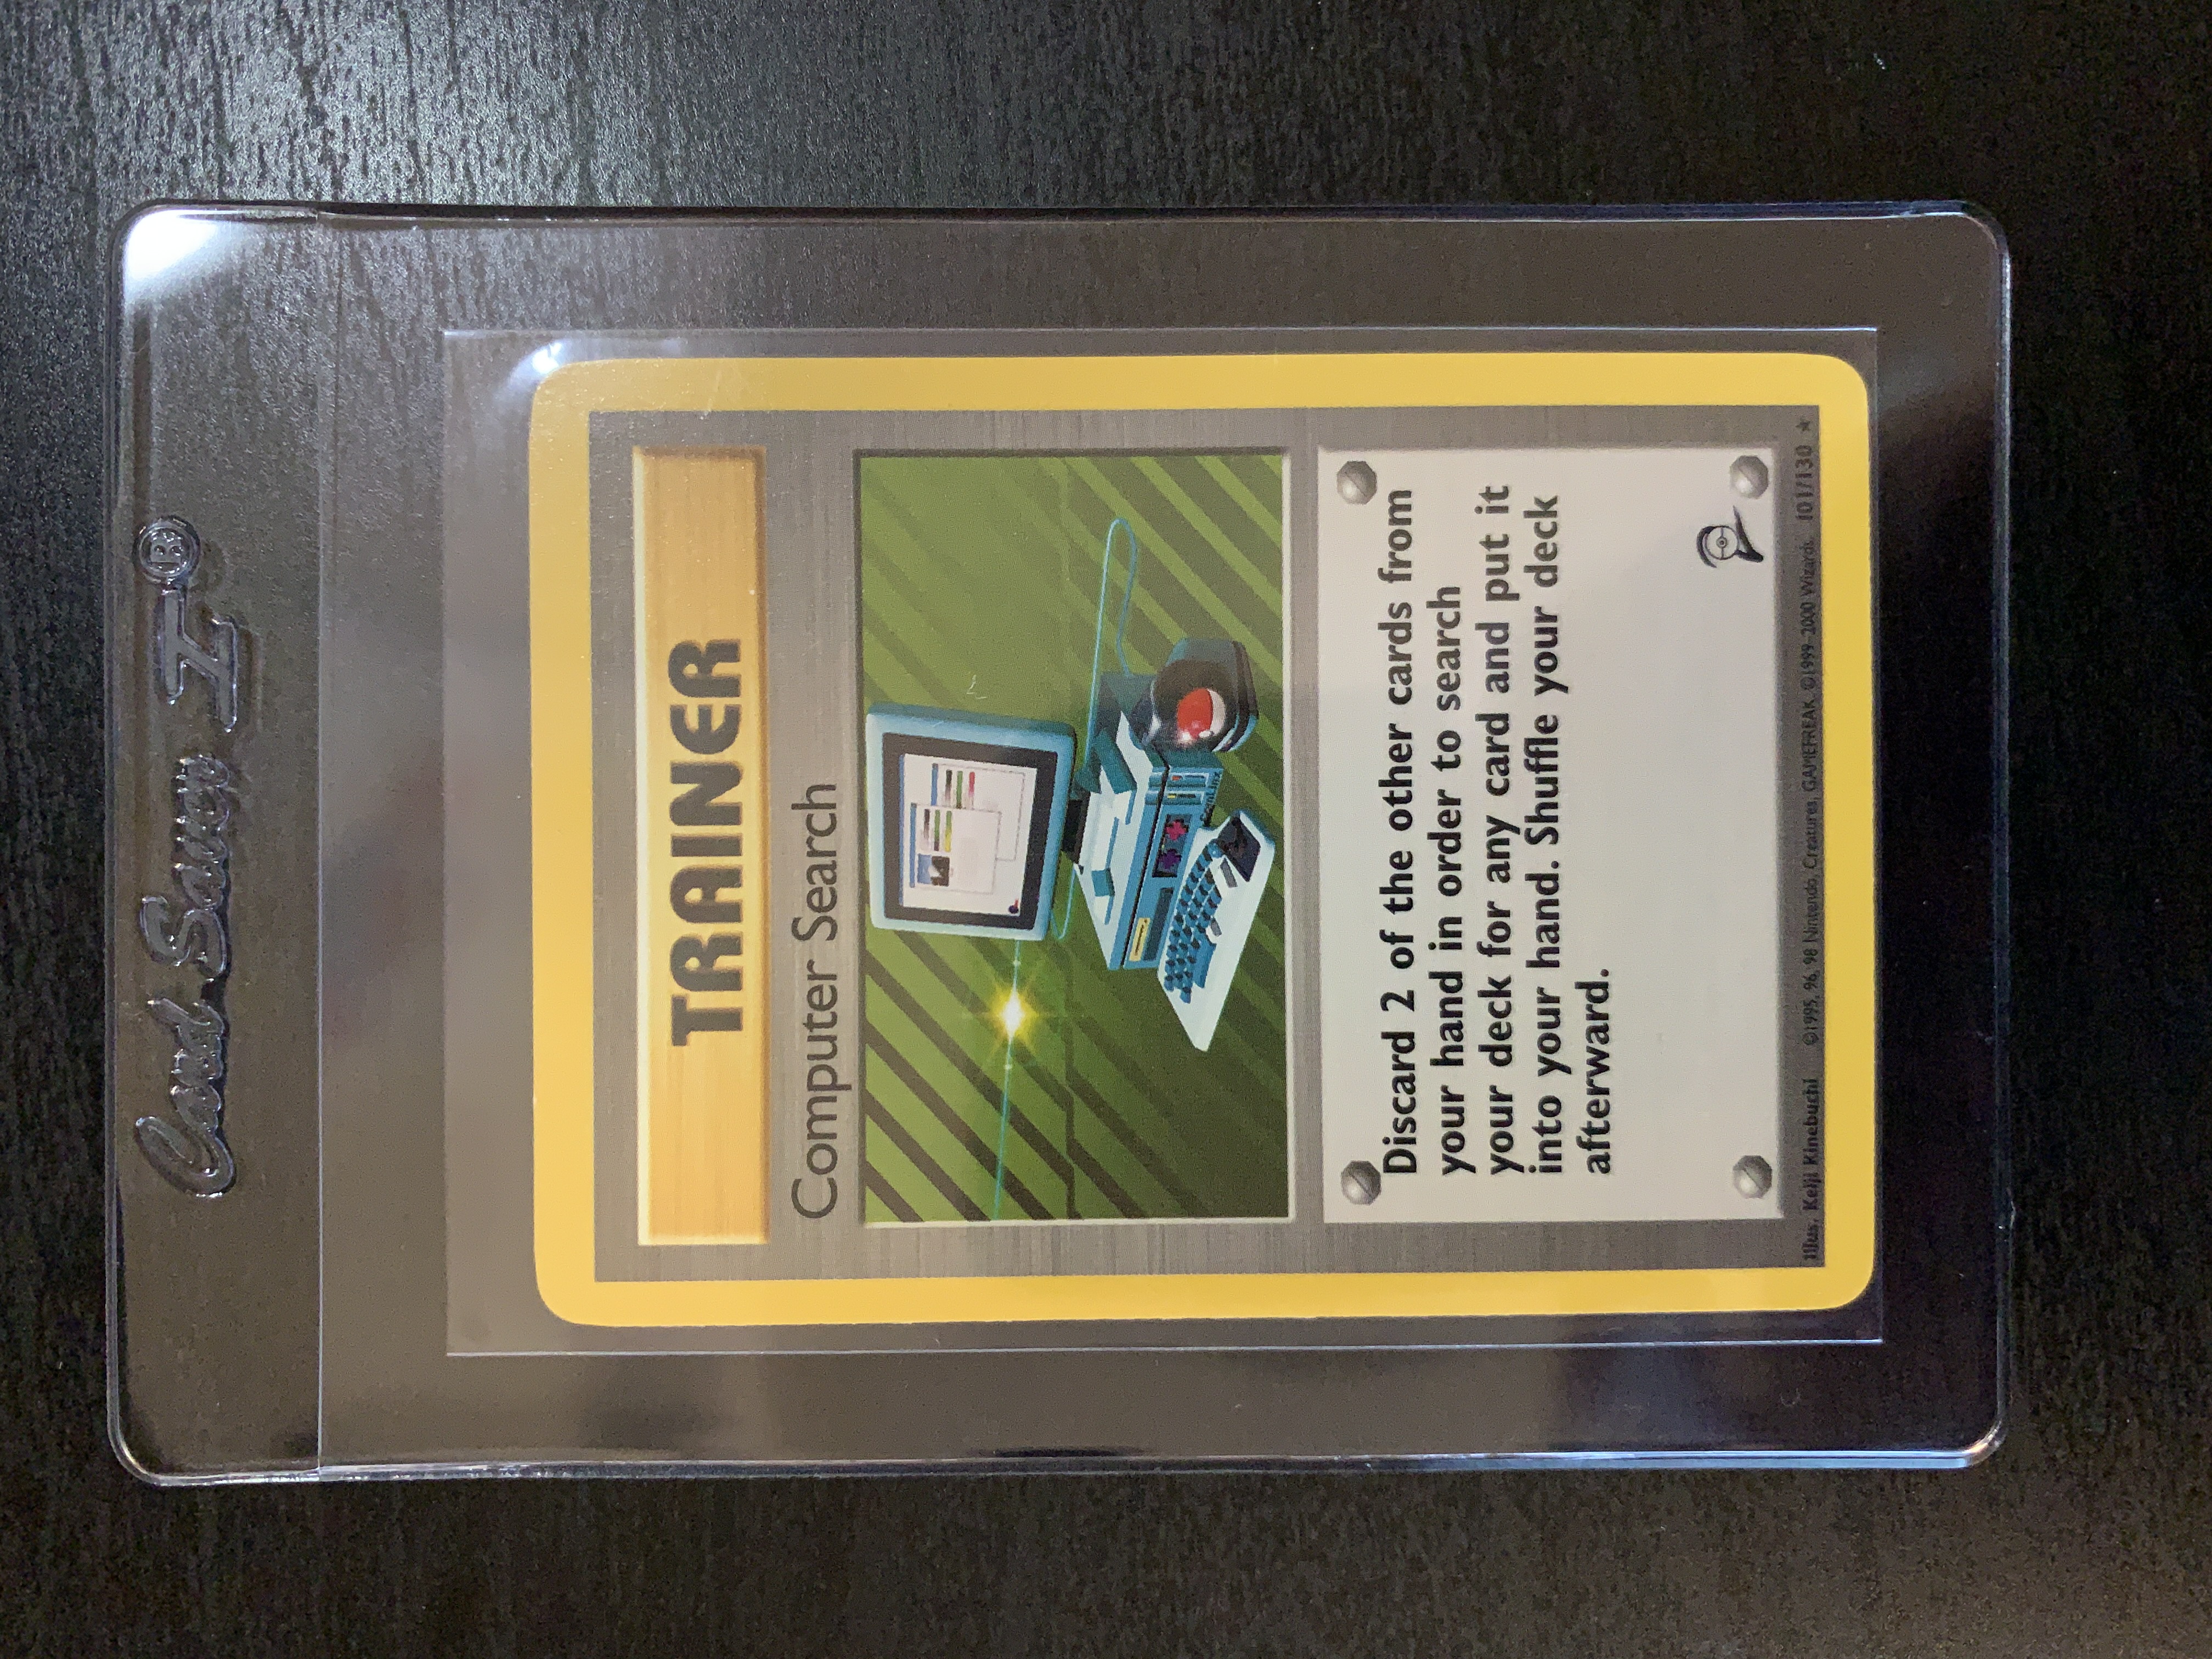 Card Saver I®
TRAINER
Computer Search
ComLinx
Discard 2 of the other cards from
your hand in order to search
your deck for any card and put it
into your hand. Shuffle your deck
afterward.
Illus. Keiji Kinebuchi ©1995, 96, 98 Nintendo, Creatures, GAMEFREAK. ©1999-2000 Wizards. 101/130 ★